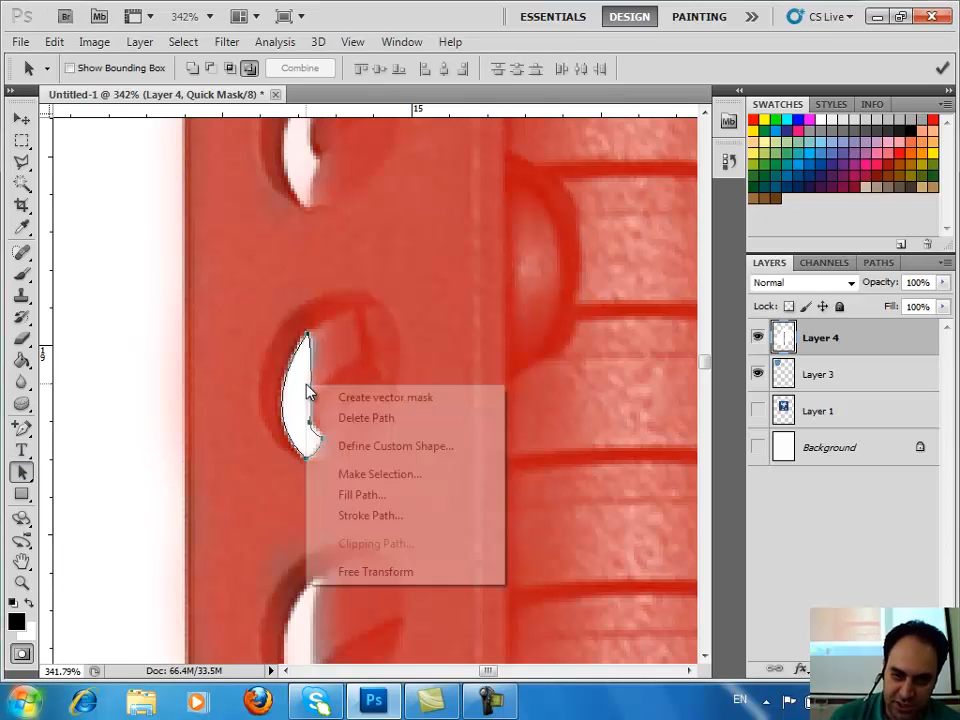 Ps Br Mb 342% ESSENTIALS DESIGN PAINTING CS Live
File Edit Image Layer Select Filter Analysis 3D View Window Help
Show Bounding Box Combine
Untitled-1 @ 342% (Layer 4, Quick Mask/8) *
15
SWATCHES STYLES INFO
Mb
LAYERS CHANNELS PATHS
Normal Opacity: 100%
Lock: Fill: 100%
Layer 4
Layer 3
Layer 1
Background
Create vector mask
Delete Path
Define Custom Shape...
Make Selection...
Fill Path...
Stroke Path...
Clipping Path...
Free Transform
341.79% Doc: 66.4M/33.5M
fx
Ps EN